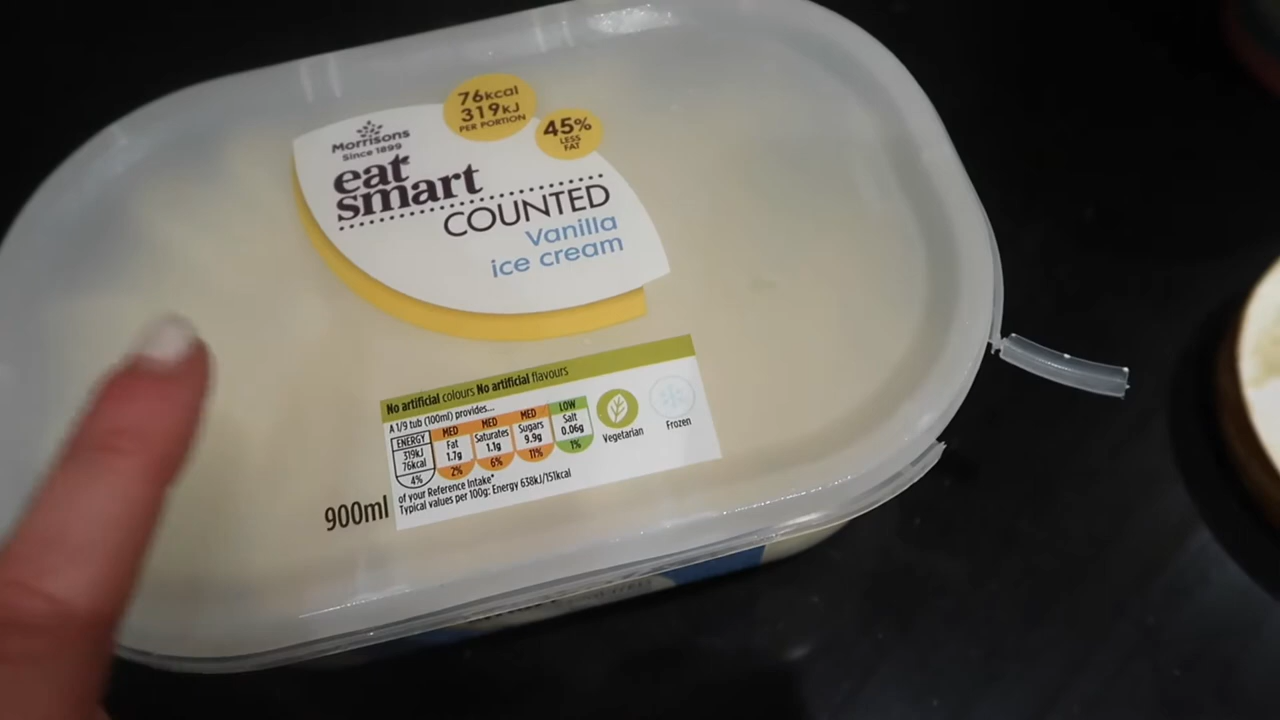 76kcal
319kJ
PER PORTION
45%
LESS
FAT
Morrisons
Since 1899
eat
smart
COUNTED
Vanilla
ice cream
No artificial colours No artificial flavours
A 1/9 tub (100ml) provides...
ENERGY
319kJ
76kcal
4%
MED
Fat
1.7g
2%
MED
Saturates
1.1g
6%
MED
Sugars
9.9g
11%
LOW
Salt
0.06g
1%
Vegetarian
Frozen
of your Reference Intake*
Typical values per 100g: Energy 638kJ/151kcal
900ml